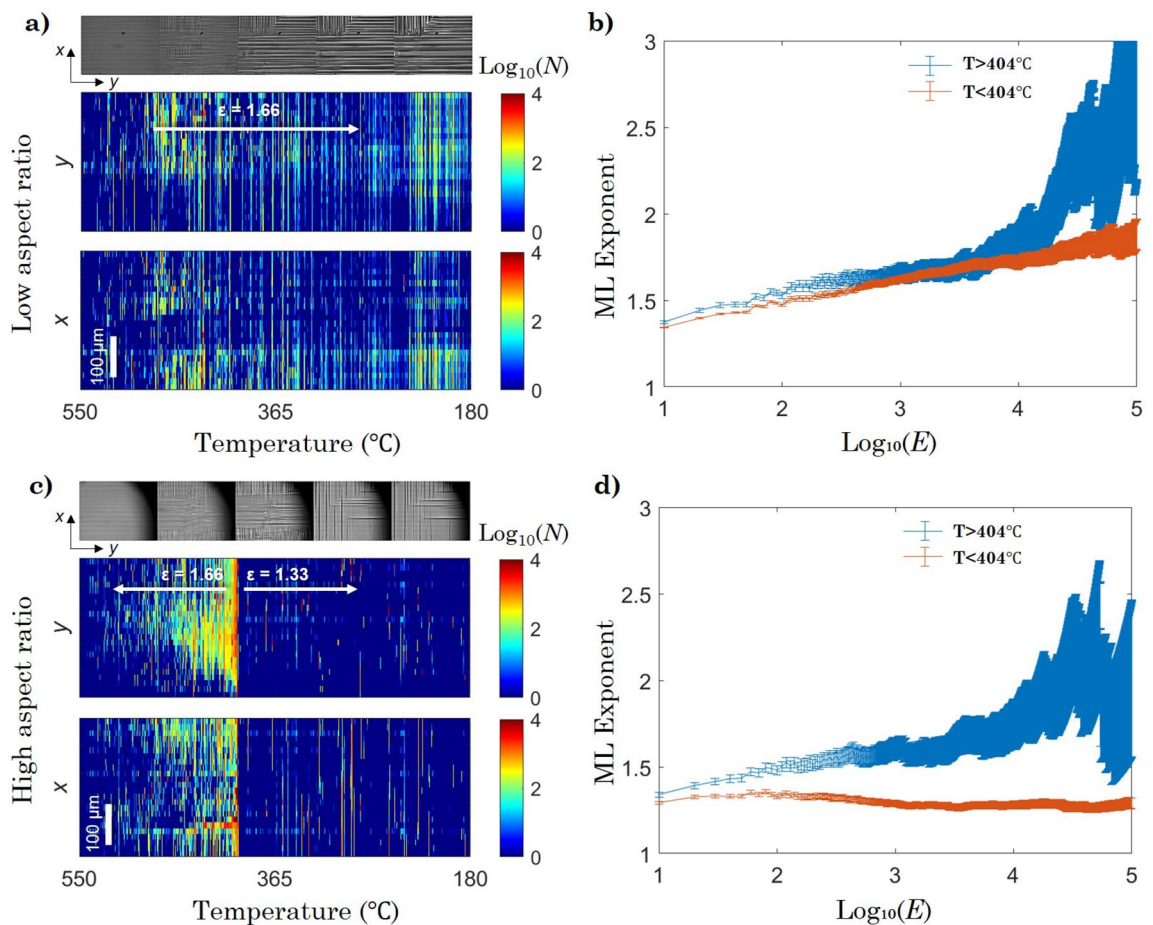 a)
x
y
Log₁₀(N)
Low aspect ratio
y
ε = 1.66
4
2
0
x
100 µm
4
2
0
550
365
180
Temperature (°C)
b)
ML Exponent
3
2.5
2
1.5
1
T>404°C
T<404°C
1
2
3
4
5
Log₁₀(E)
c)
x
y
Log₁₀(N)
High aspect ratio
y
ε = 1.66
ε = 1.33
4
2
0
x
100 µm
4
2
0
550
365
180
Temperature (°C)
d)
ML Exponent
3
2.5
2
1.5
1
T>404°C
T<404°C
1
2
3
4
5
Log₁₀(E)